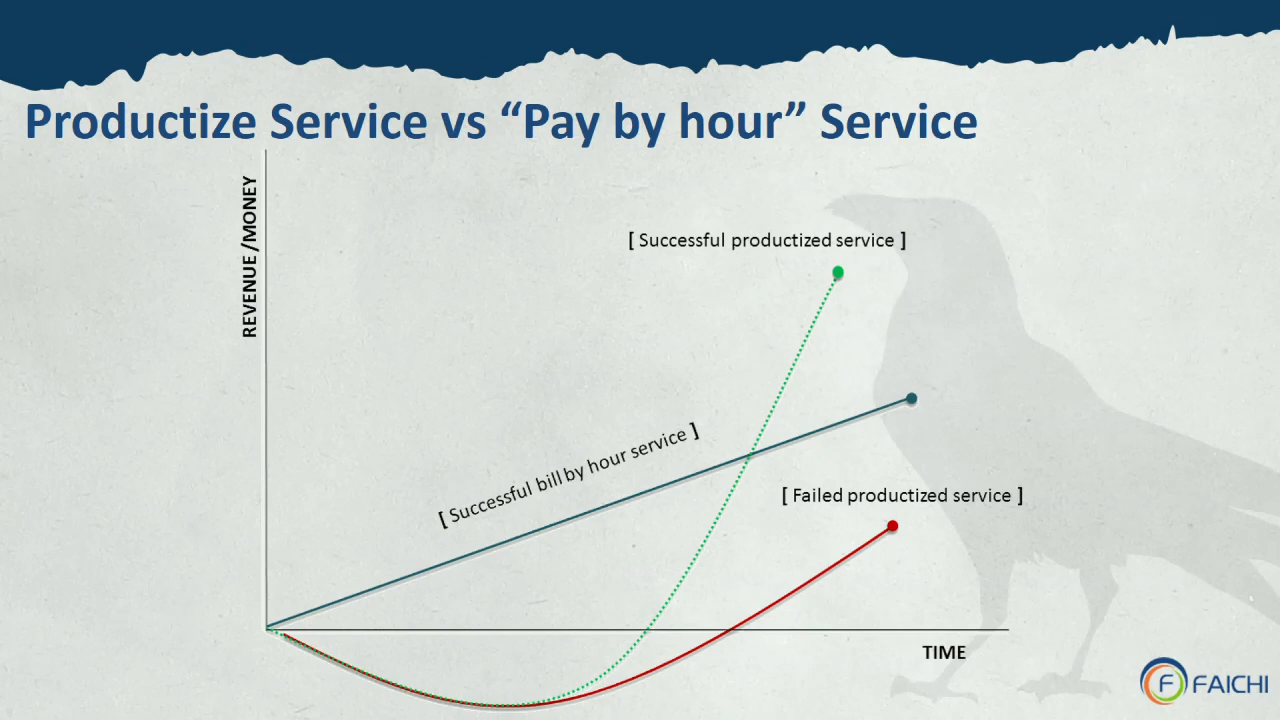 Productize Service vs “Pay by hour” Service
REVENUE /MONEY
[ Successful productized service ]
[ Successful bill by hour service ]
[ Failed productized service ]
TIME
F FAICHI